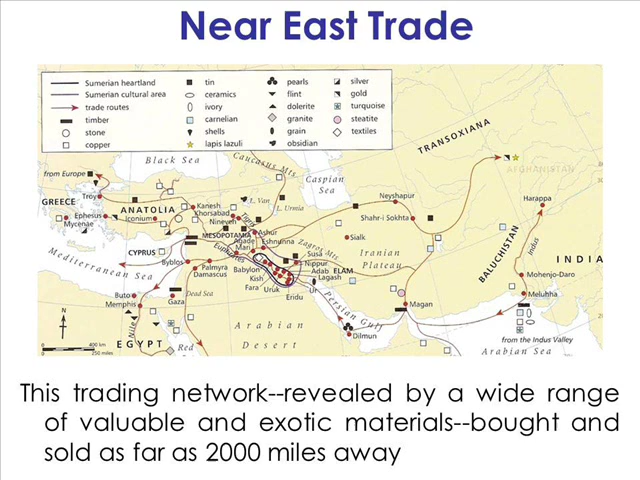 Near East Trade
Sumerian heartland
Sumerian cultural area
trade routes
timber
stone
copper
tin
ceramics
ivory
carnelian
shells
lapis lazuli
pearls
flint
dolerite
granite
grain
obsidian
silver
gold
turquoise
steatite
textiles
TRANSOXIANA
AFGHANISTAN
Black Sea
Caucasus Mts.
Caspian
Sea
from Europe
GREECE
Troy
ANATOLIA
Ephesus
Iconium
Mycenae
Kanesh
Khorsabad
Nineveh
L. Van
L. Urmia
Tigris
Neyshapur
Shahr-i Sokhta
Harappa
MESOPOTAMIA
Ashur
Agade
Eshnunna
Mari
Zagros Mts.
Sialk
Iranian
Plateau
BALUCHISTAN
Indus
INDIA
CYPRUS
Mediterranean Sea
Byblos
Palmyra
Damascus
Euphrates
Babylon
Kish
Fara
Uruk
Eridu
Ur
Susa
Nippur
Adab
ELAM
Lagash
Mohenjo-Daro
Meluhha
Buto
Memphis
Gaza
Dead Sea
Persian Gulf
Magan
Dilmun
from the Indus Valley
Arabian Sea
Arabian
Desert
EGYPT
Nile
Red
N
0 400 km
0 250 miles
This trading network--revealed by a wide range
of valuable and exotic materials--bought and
sold as far as 2000 miles away